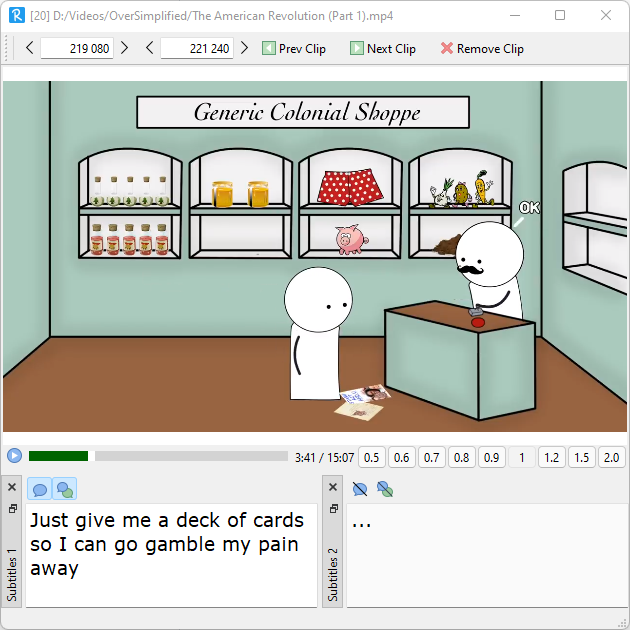 [20] D:/Videos/OverSimplified/The American Revolution (Part 1).mp4
219 080
221 240
Prev Clip
Next Clip
Remove Clip
Generic Colonial Shoppe
OK
3:41 / 15:07
0.5
0.6
0.7
0.8
0.9
1
1.2
1.5
2.0
Subtitles 1
Just give me a deck of cards
so I can go gamble my pain
away
Subtitles 2
...